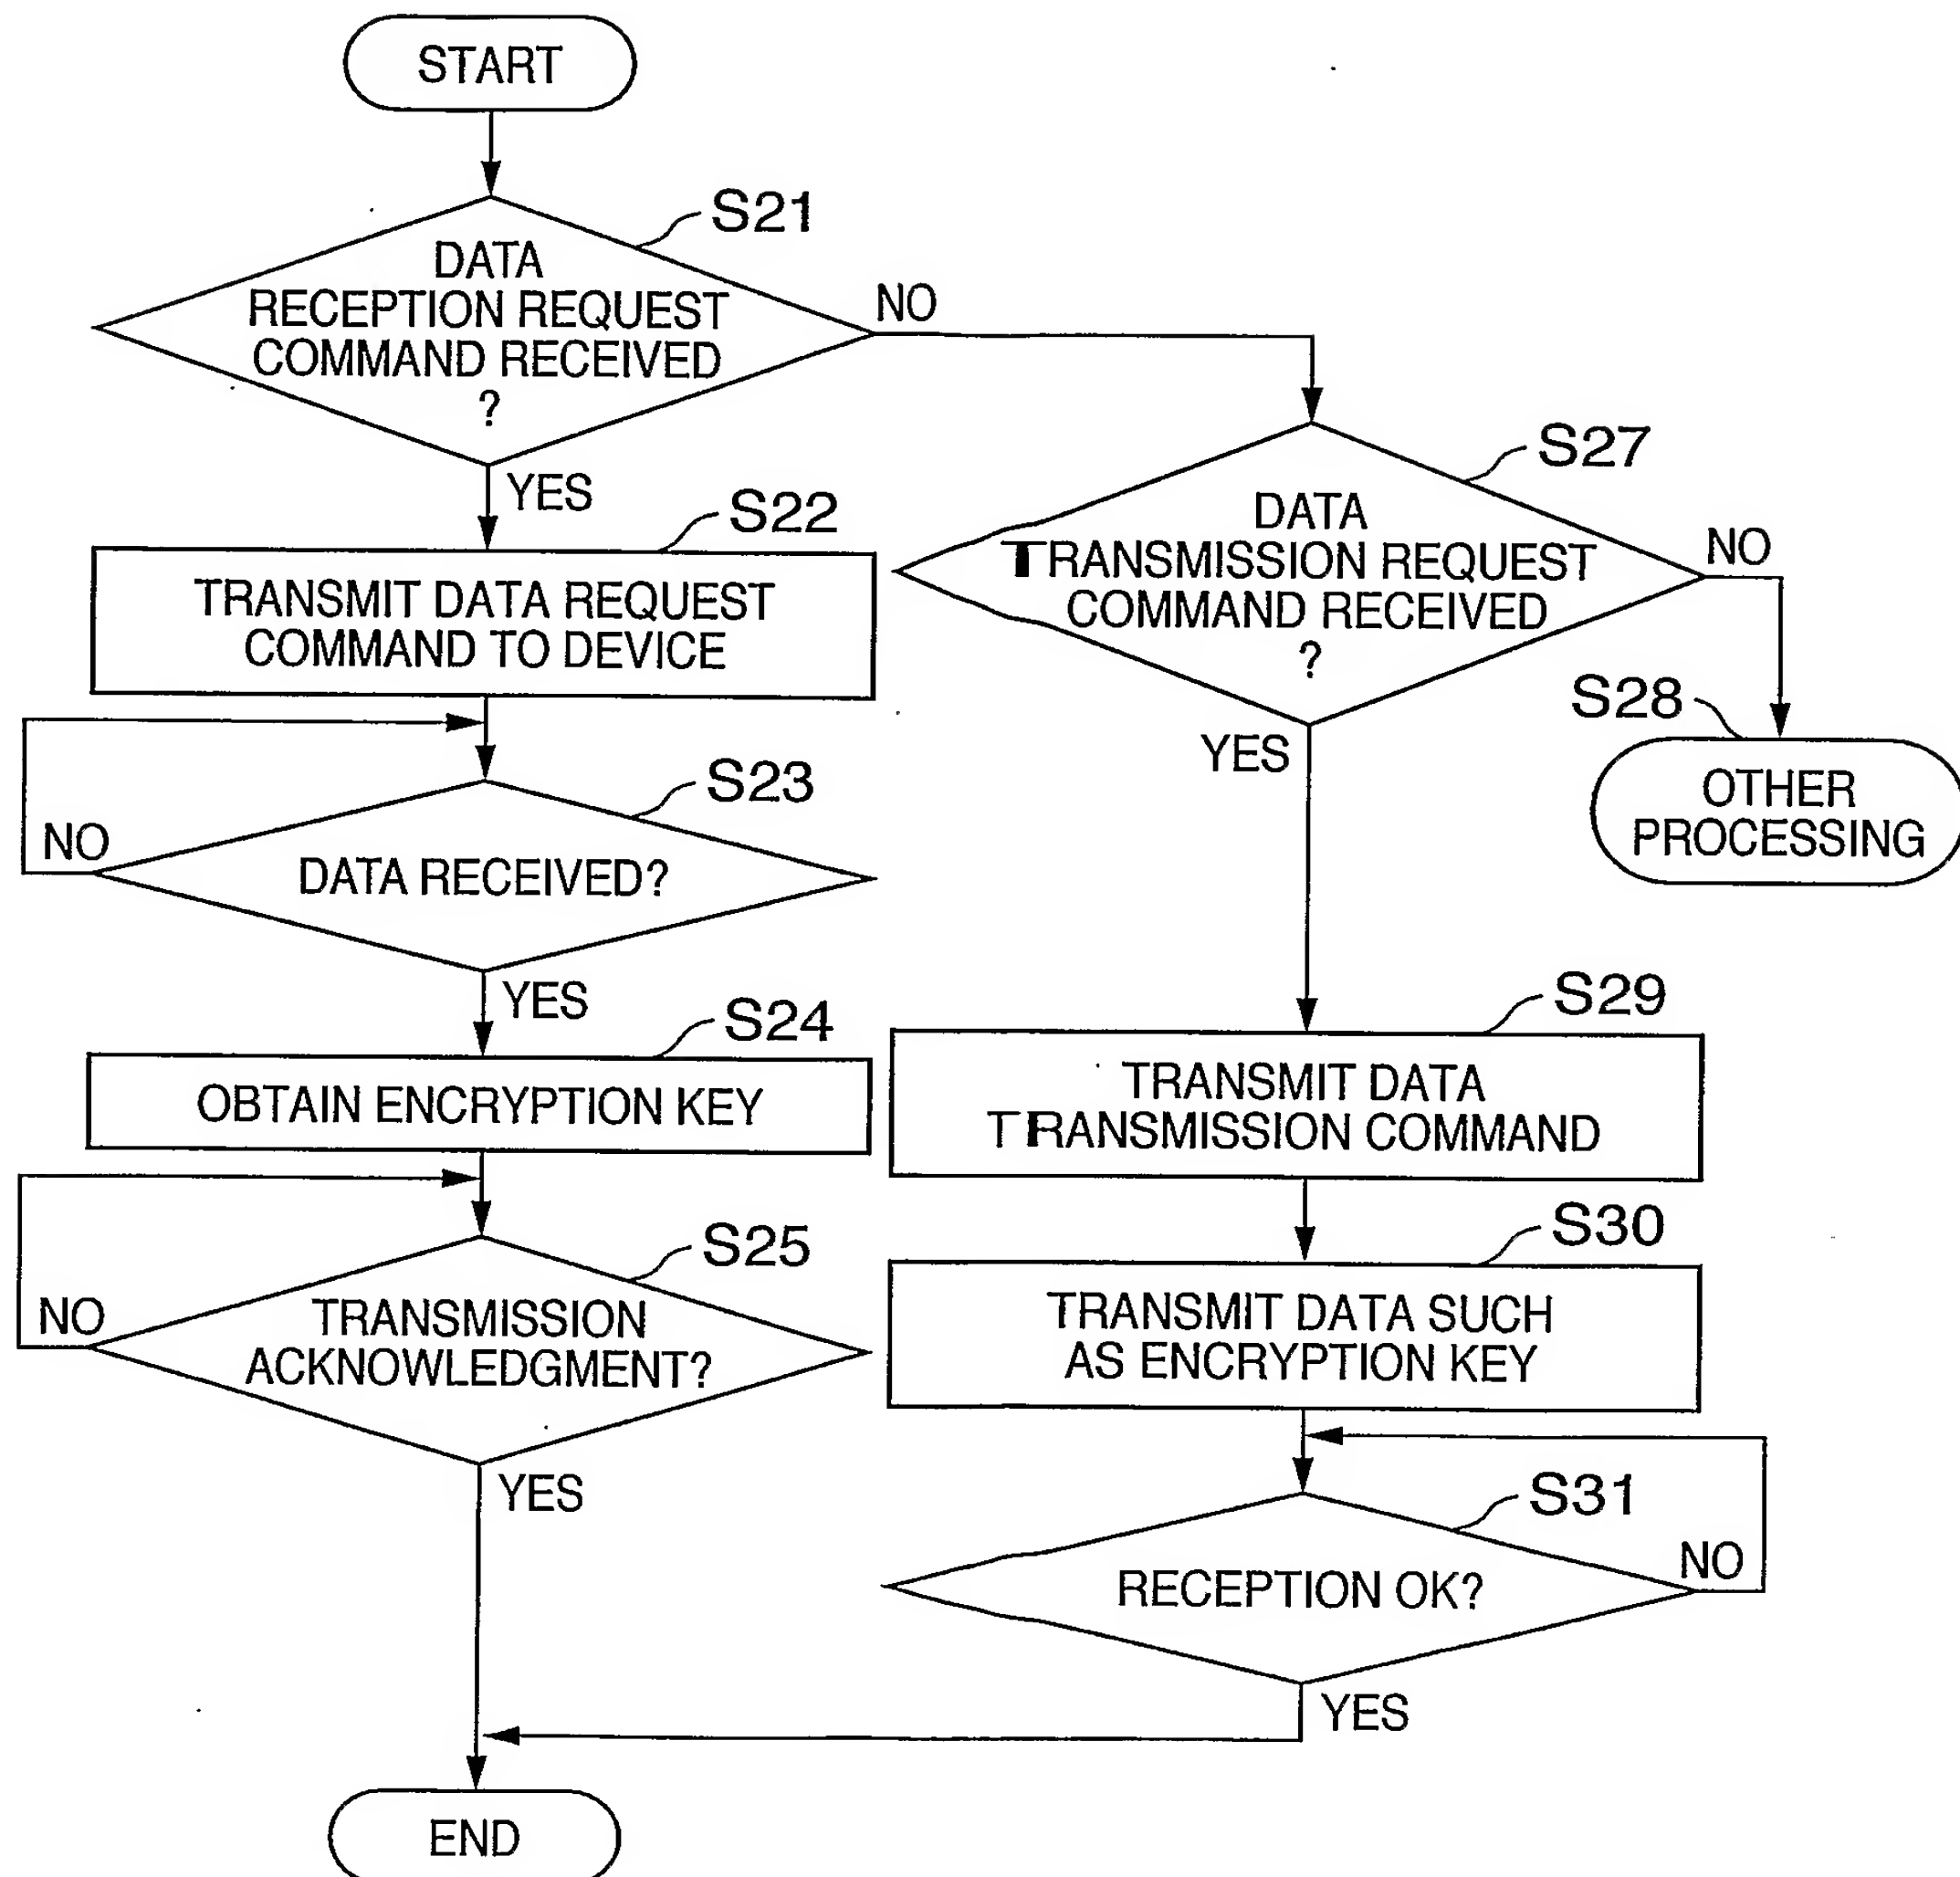 START
S21
DATA
RECEPTION REQUEST
COMMAND RECEIVED
?
NO
YES
S22
TRANSMIT DATA REQUEST
COMMAND TO DEVICE
S23
NO
DATA RECEIVED?
YES
S24
OBTAIN ENCRYPTION KEY
S25
NO
TRANSMISSION
ACKNOWLEDGMENT?
YES
S27
DATA
TRANSMISSION REQUEST
COMMAND RECEIVED
?
NO
YES
S28
OTHER
PROCESSING
S29
TRANSMIT DATA
TRANSMISSION COMMAND
S30
TRANSMIT DATA SUCH
AS ENCRYPTION KEY
S31
NO
RECEPTION OK?
YES
END